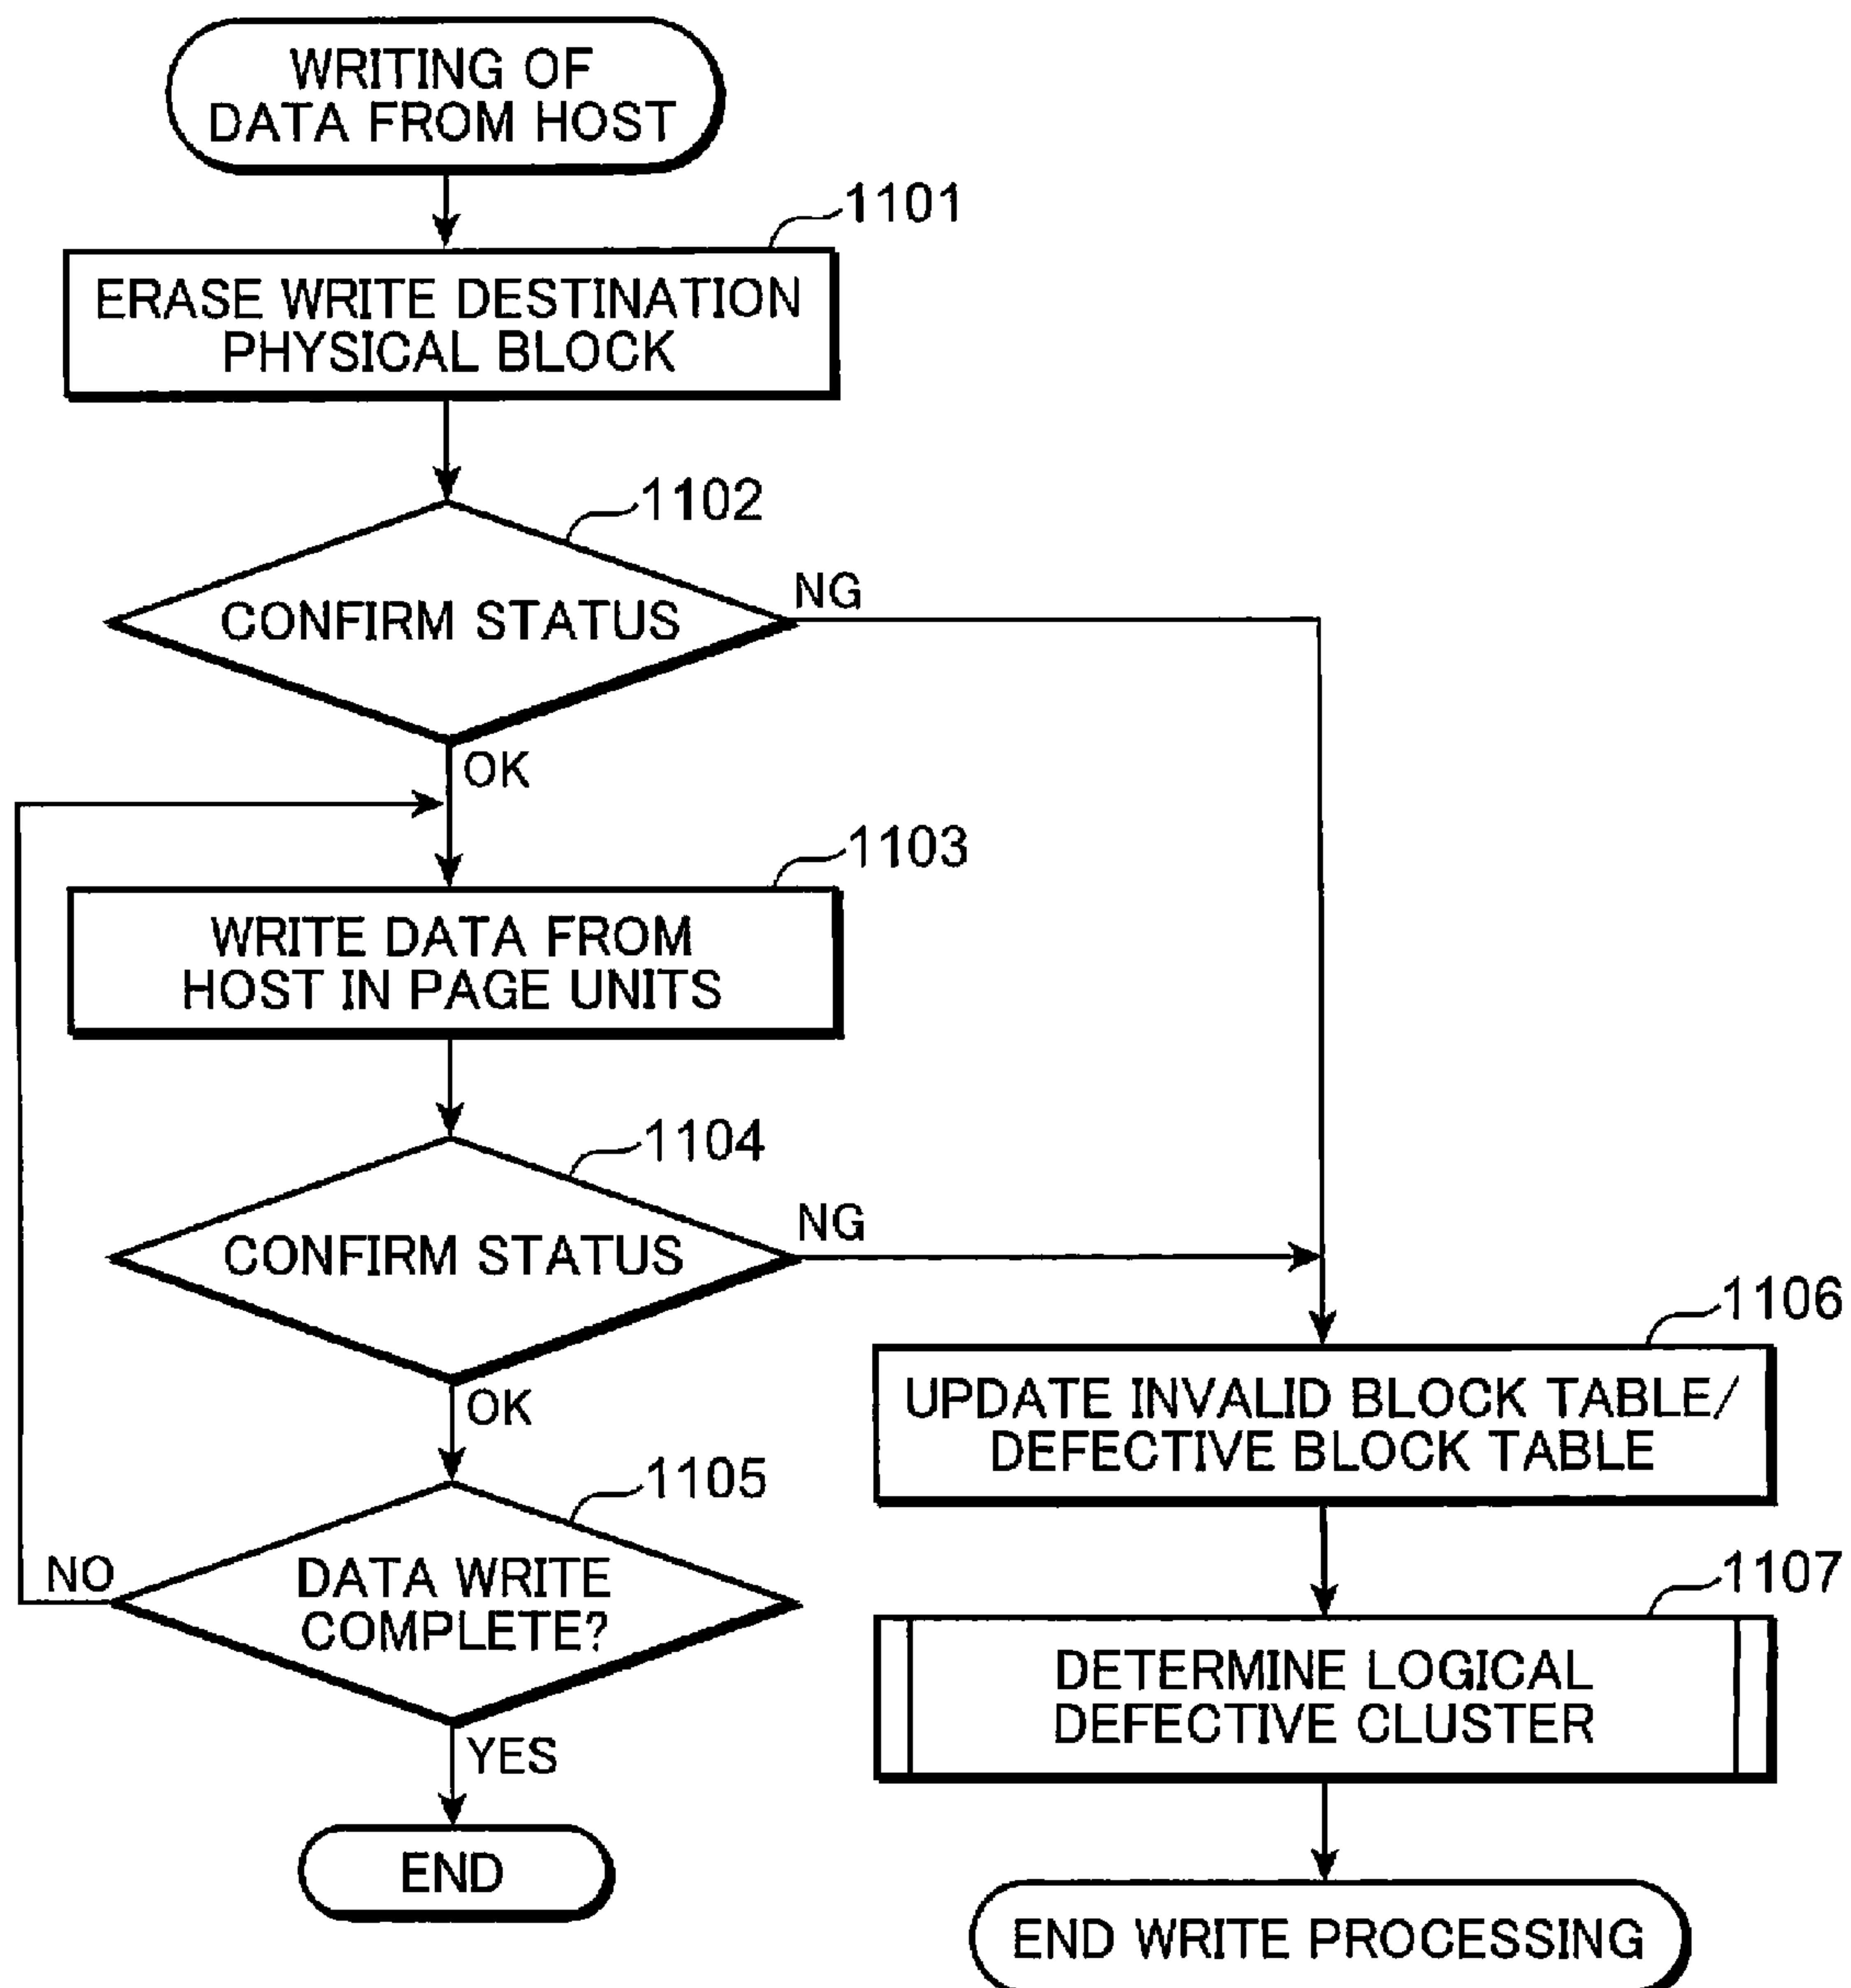 WRITING OF
DATA FROM HOST
1101
ERASE WRITE DESTINATION
PHYSICAL BLOCK
1102
CONFIRM STATUS
NG
OK
1103
WRITE DATA FROM
HOST IN PAGE UNITS
1104
CONFIRM STATUS
NG
OK
1105
DATA WRITE
COMPLETE?
NO
YES
END
1106
UPDATE INVALID BLOCK TABLE/
DEFECTIVE BLOCK TABLE
1107
DETERMINE LOGICAL
DEFECTIVE CLUSTER
END WRITE PROCESSING